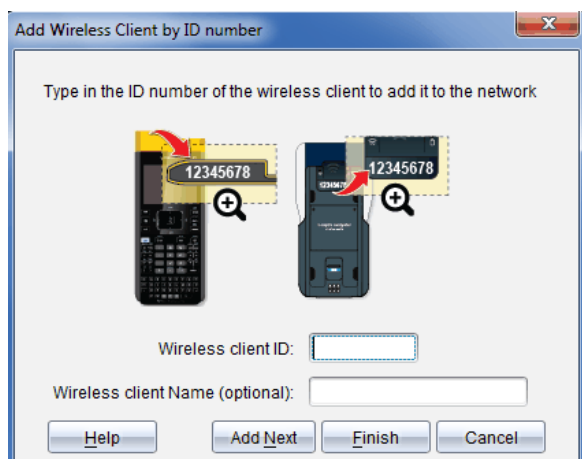 Add Wireless Client by ID number
Type in the ID number of the wireless client to add it to the network
12345678
12345678
12345678
Wireless client ID:
Wireless client Name (optional):
Help
Add Next
Finish
Cancel